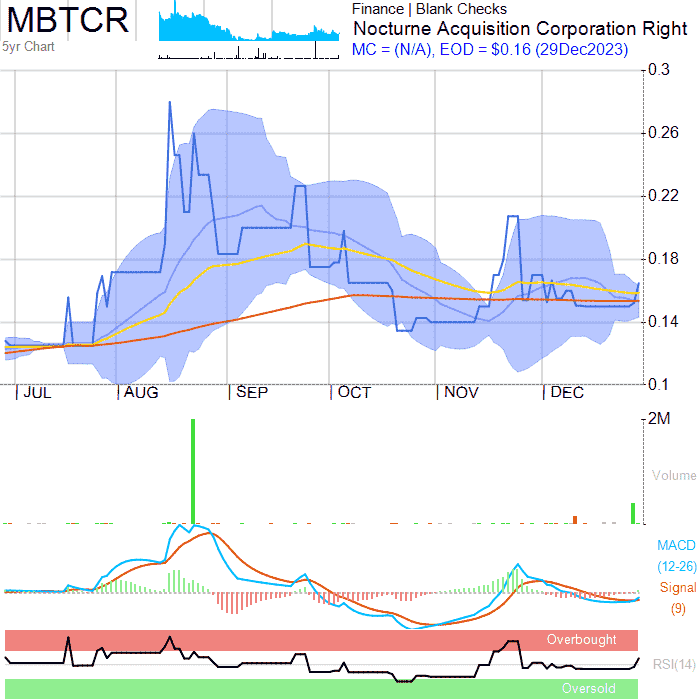 MBTCR
5yr Chart
Finance | Blank Checks
Nocturne Acquisition Corporation Right
MC = (N/A), EOD = $0.16 (29Dec2023)
0.3
0.26
0.22
0.18
0.14
0.1
JUL AUG SEP OCT NOV DEC
2M
Volume
MACD
(12-26)
Signal
(9)
Overbought
RSI(14)
Oversold